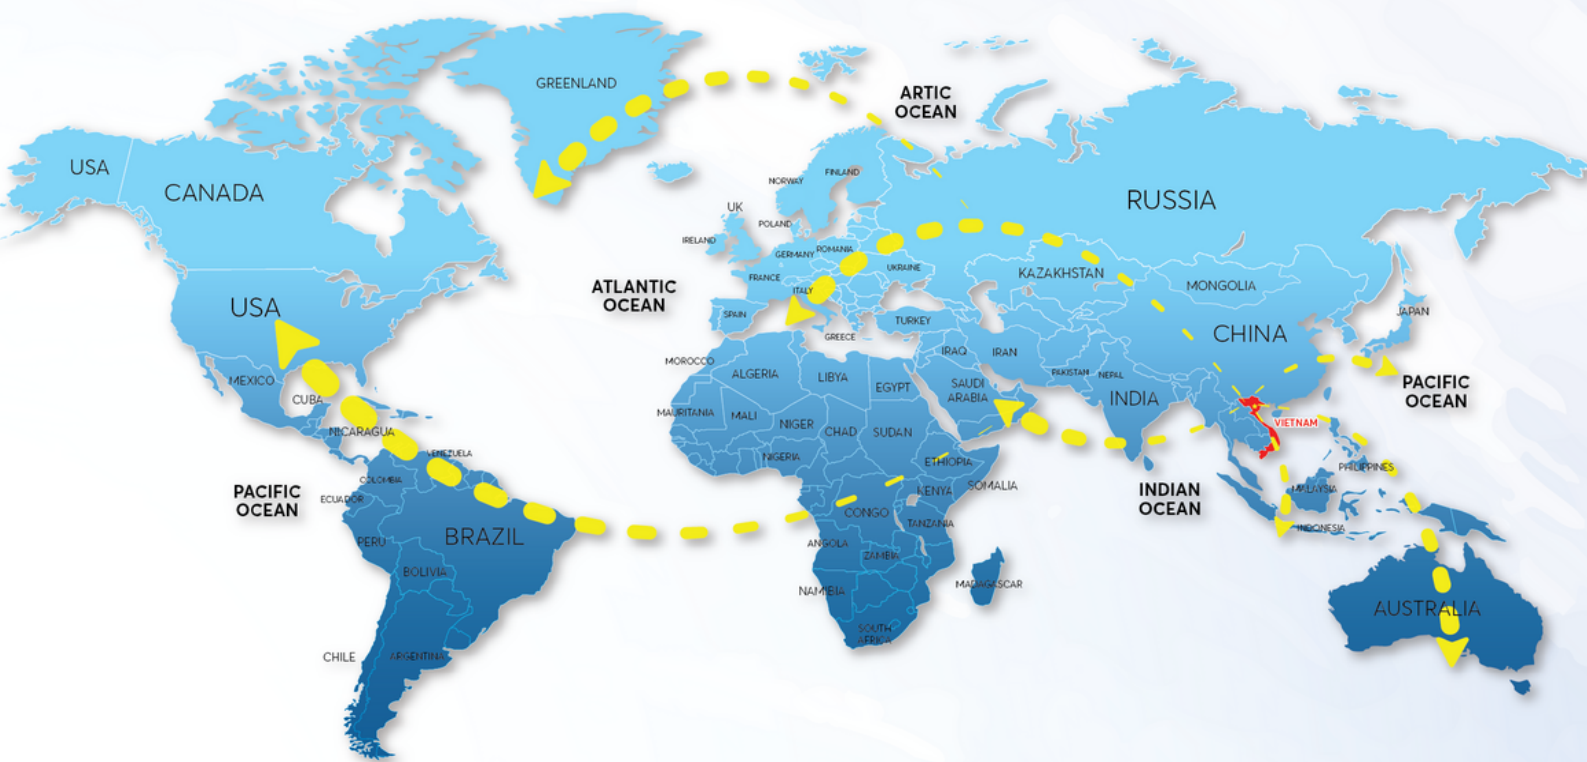 GREENLAND
ARTIC
OCEAN
USA
CANADA
NORWAY
FINLAND
RUSSIA
UK
POLAND
IRELAND
GERMANY
ROMANIA
UKRAINE
FRANCE
ITALY
KAZAKHSTAN
MONGOLIA
ATLANTIC
OCEAN
USA
SPAIN
TURKEY
GREECE
CHINA
JAPAN
MOROCCO
ALGERIA
LIBYA
EGYPT
IRAQ
IRAN
PAKISTAN
NEPAL
SAUDI
ARABIA
INDIA
PACIFIC
OCEAN
MEXICO
CUBA
NICARAGUA
MAURITANIA
MALI
NIGER
CHAD
SUDAN
VIETNAM
VENEZUELA
COLOMBIA
ECUADOR
NIGERIA
ETHIOPIA
SOMALIA
KENYA
PHILIPPINES
MALAYSIA
PACIFIC
OCEAN
INDIAN
OCEAN
CONGO
TANZANIA
INDONESIA
BRAZIL
PERU
BOLIVIA
ANGOLA
ZAMBIA
NAMIBIA
MADAGASCAR
AUSTRALIA
SOUTH
AFRICA
CHILE
ARGENTINA